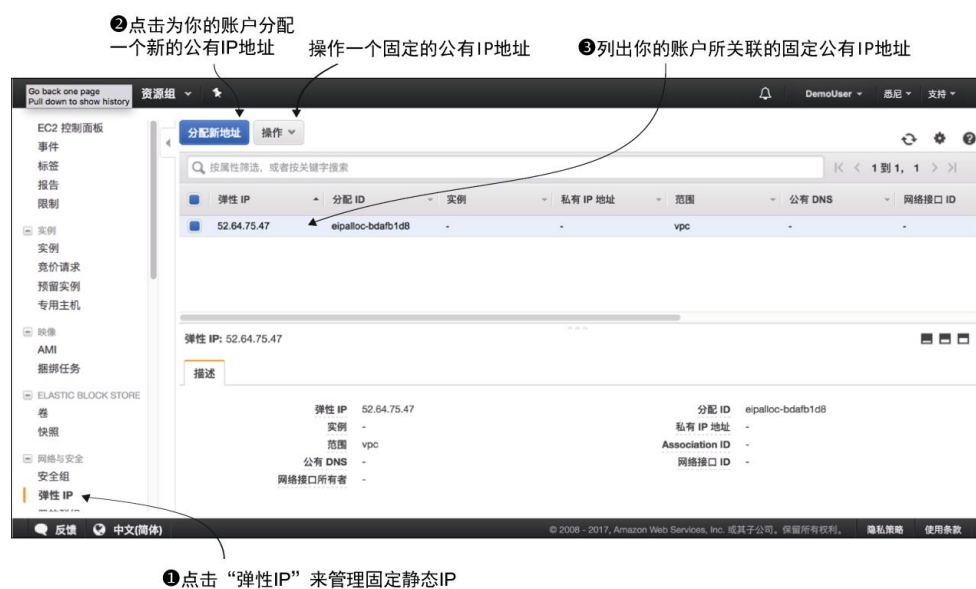 ❷点击为你的账户分配
一个新的公有IP地址
操作一个固定的公有IP地址
❸列出你的账户所关联的固定公有IP地址
Go back one page
Pull down to show history
资源组
DemoUser
悉尼
支持
EC2 控制面板
事件
标签
报告
限制
实例
实例
竞价请求
预留实例
专用主机
映像
AMI
捆绑任务
ELASTIC BLOCK STORE
卷
快照
网络与安全
安全组
弹性 IP
分配新地址
操作
按属性筛选，或者按关键字搜索
1 到 1， 1
弹性 IP 分配 ID 实例 私有 IP 地址 范围 公有 DNS 网络接口 ID
52.64.75.47 eipalloc-bdafb1d8 - - vpc - -
弹性 IP: 52.64.75.47
描述
弹性 IP 52.64.75.47 分配 ID eipalloc-bdafb1d8
实例 - 私有 IP 地址 -
范围 vpc Association ID -
公有 DNS - 网络接口 ID -
网络接口所有者 -
反馈 中文(简体)
© 2008 - 2017, Amazon Web Services, Inc. 或其子公司。保留所有权利。 隐私策略 使用条款
❶点击“弹性IP”来管理固定静态IP